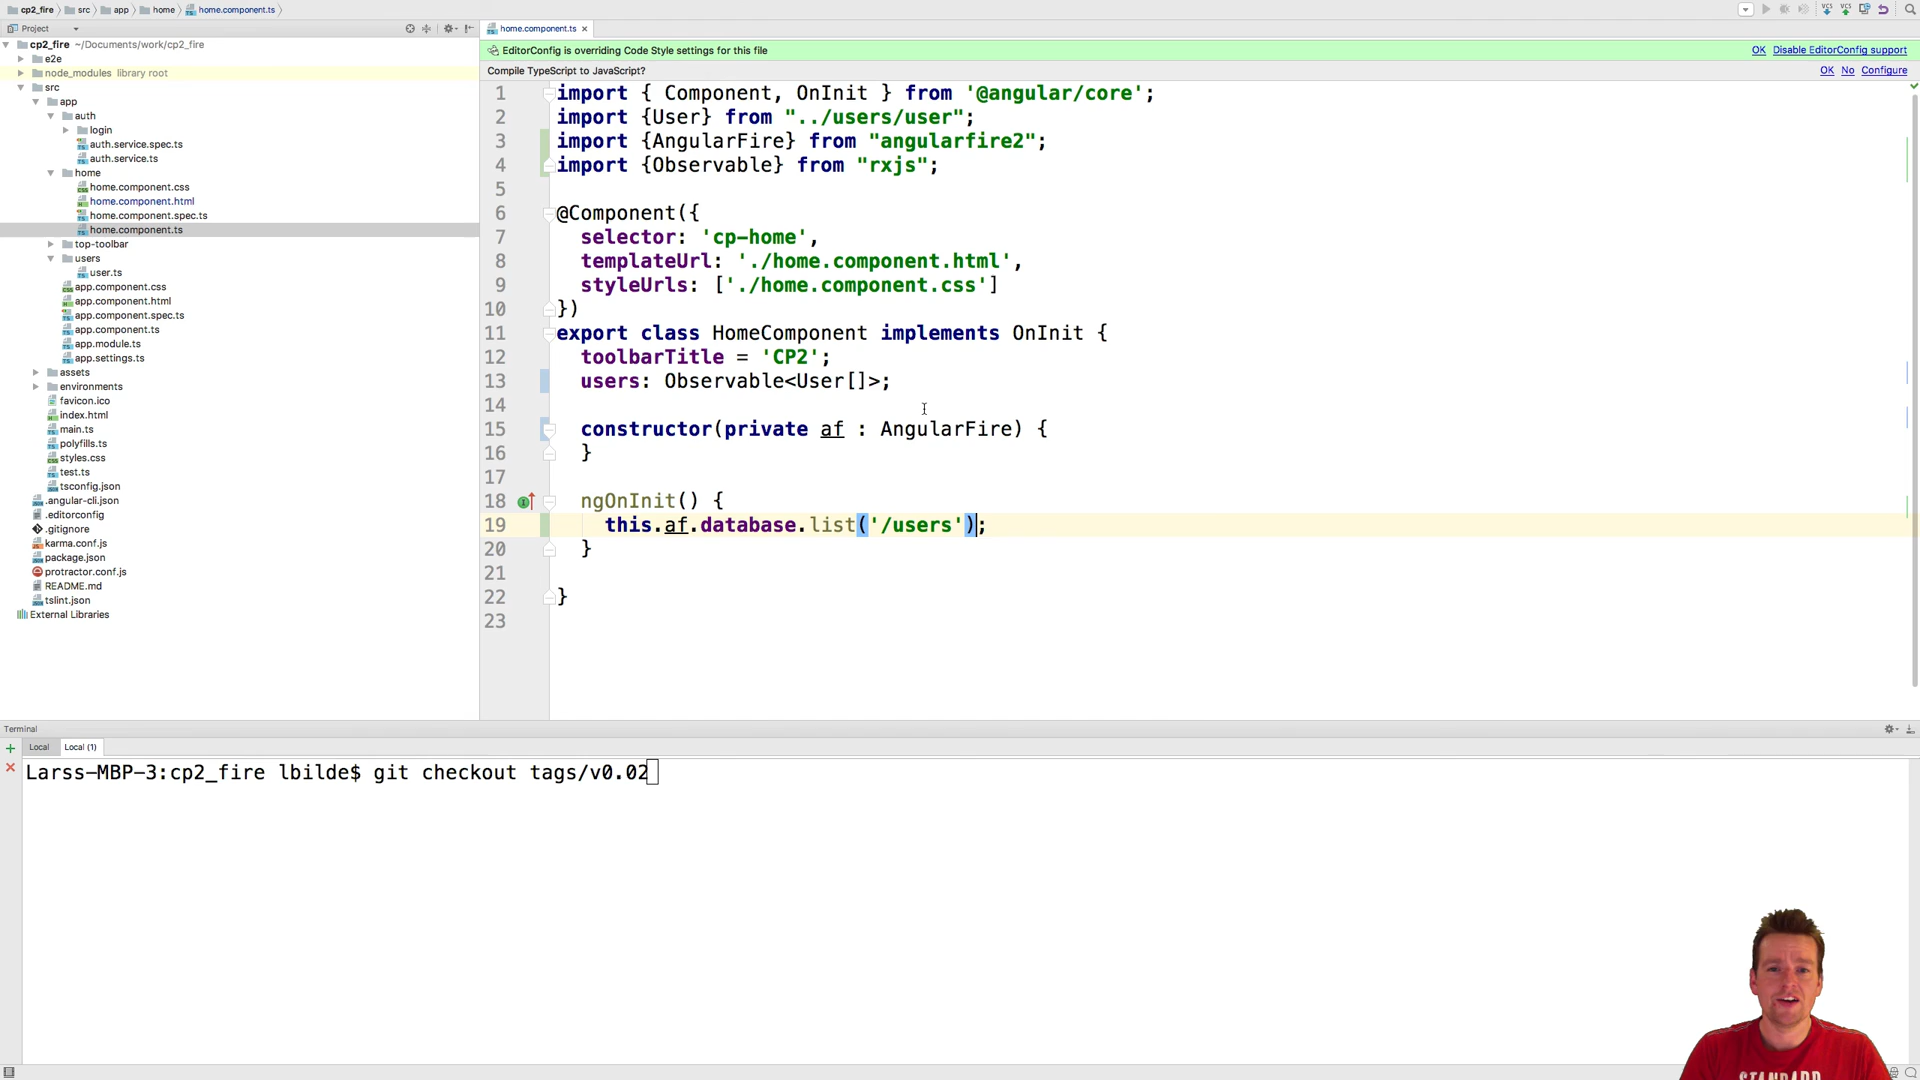 cp2_fire src app home home.component.ts
Project
home.component.ts
cp2_fire ~/Documents/work/cp2_fire
e2e
node_modules library root
src
app
auth
login
auth.service.spec.ts
auth.service.ts
home
home.component.css
home.component.html
home.component.spec.ts
home.component.ts
top-toolbar
users
user.ts
app.component.css
app.component.html
app.component.spec.ts
app.component.ts
app.module.ts
app.settings.ts
assets
environments
favicon.ico
index.html
main.ts
polyfills.ts
styles.css
test.ts
tsconfig.json
.angular-cli.json
.editorconfig
.gitignore
karma.conf.js
package.json
protractor.conf.js
README.md
tslint.json
External Libraries
EditorConfig is overriding Code Style settings for this file OK Disable EditorConfig support
Compile TypeScript to JavaScript? OK No Configure
1 import { Component, OnInit } from '@angular/core';
2 import {User} from "../users/user";
3 import {AngularFire} from "angularfire2";
4 import {Observable} from "rxjs";
5
6 @Component({
7 selector: 'cp-home',
8 templateUrl: './home.component.html',
9 styleUrls: ['./home.component.css']
10 })
11 export class HomeComponent implements OnInit {
12 toolbarTitle = 'CP2';
13 users: Observable<User[]>;
14
15 constructor(private af : AngularFire) {
16 }
17
18 ngOnInit() {
19 this.af.database.list('/users');
20 }
21
22 }
23
Terminal
Local Local (1)
Larss-MBP-3:cp2_fire lbilde$ git checkout tags/v0.02
STANDARD